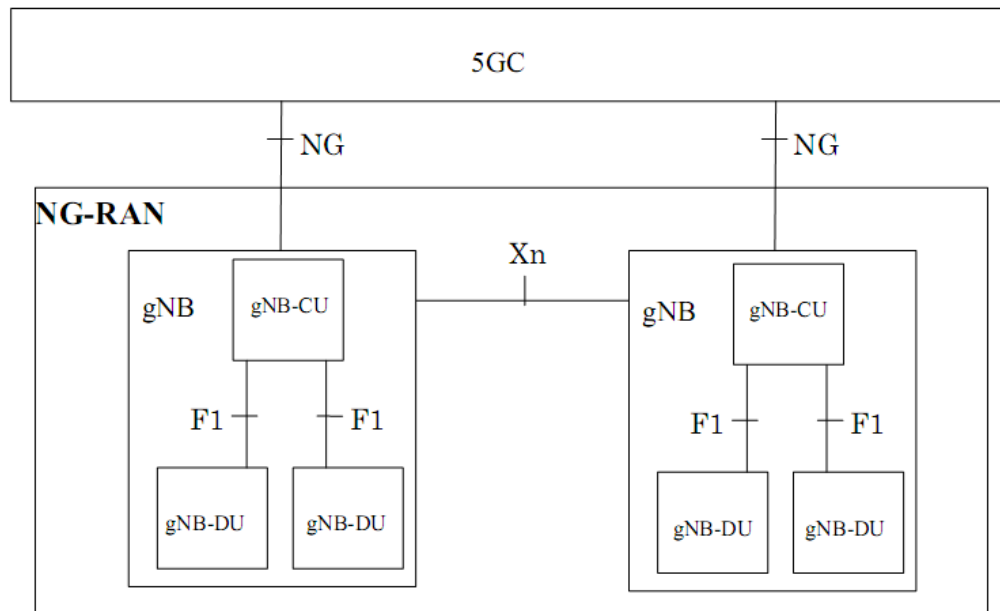 5GC
NG
NG
NG-RAN
Xn
gNB
gNB-CU
gNB
gNB-CU
F1
F1
F1
F1
gNB-DU
gNB-DU
gNB-DU
gNB-DU